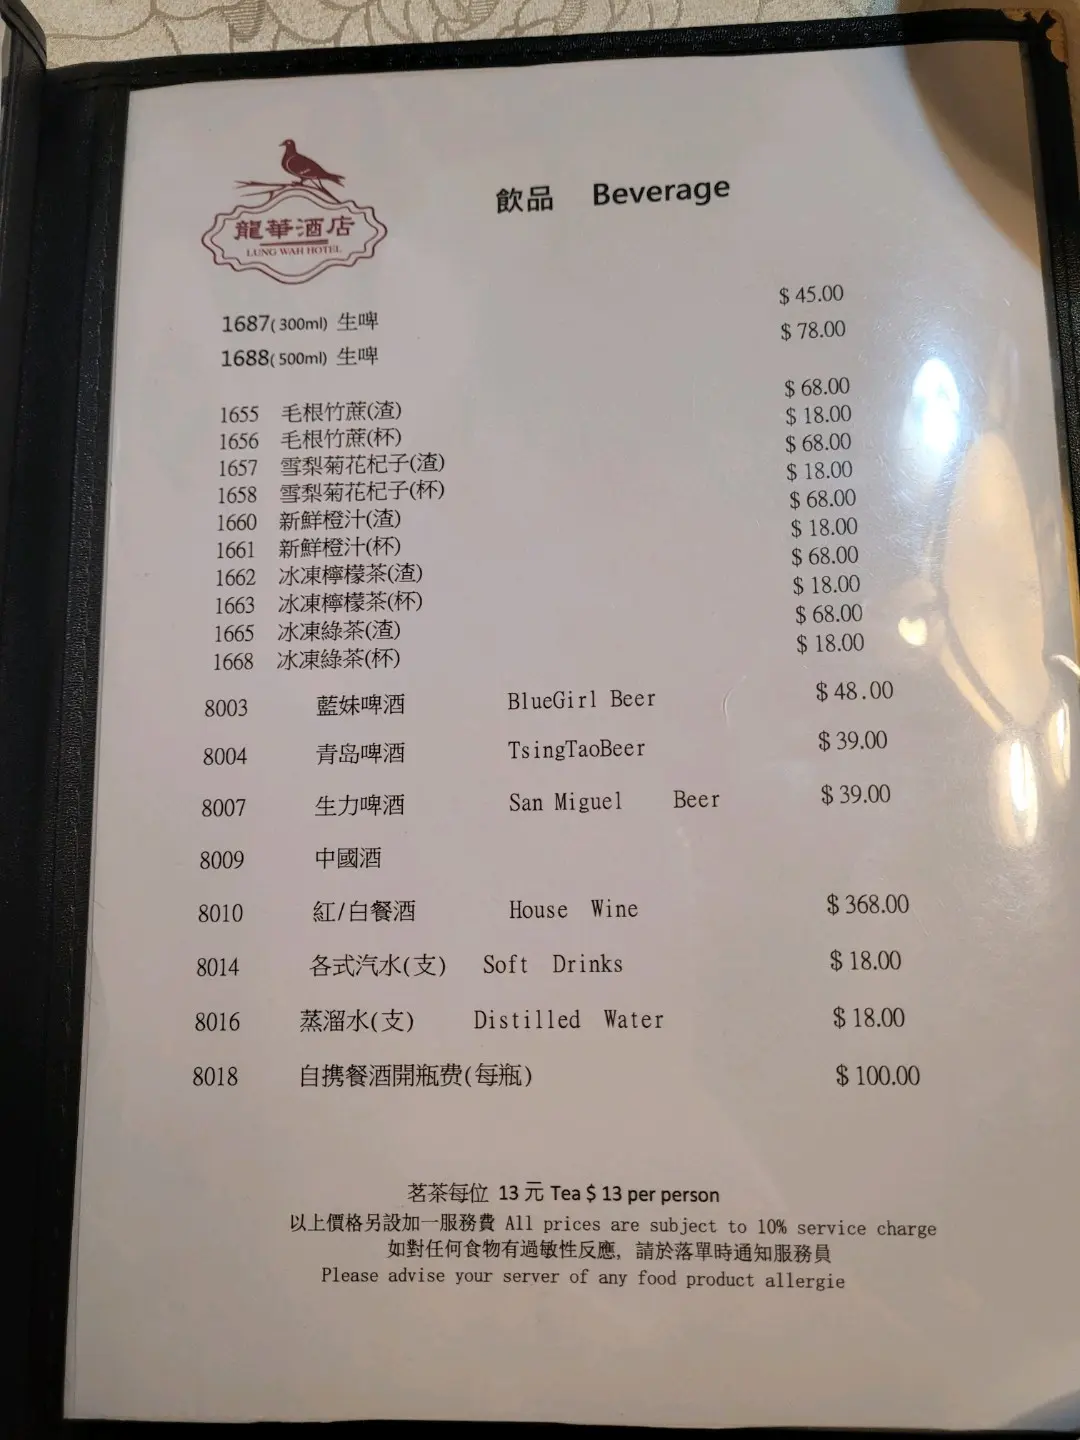 飲品 Beverage
龍華酒店
LUNG WAH HOTEL
1687(300ml) 生啤 $ 45.00
1688(500ml) 生啤 $ 78.00
1655 毛根竹蔗(渣) $ 68.00
1656 毛根竹蔗(杯) $ 18.00
1657 雪梨菊花杞子(渣) $ 68.00
1658 雪梨菊花杞子(杯) $ 18.00
1660 新鮮橙汁(渣) $ 68.00
1661 新鮮橙汁(杯) $ 18.00
1662 冰凍檸檬茶(渣) $ 68.00
1663 冰凍檸檬茶(杯) $ 18.00
1665 冰凍綠茶(渣) $ 68.00
1668 冰凍綠茶(杯) $ 18.00
8003 藍妹啤酒 BlueGirl Beer $ 48.00
8004 青岛啤酒 TsingTaoBeer $ 39.00
8007 生力啤酒 San Miguel Beer $ 39.00
8009 中國酒
8010 紅/白餐酒 House Wine $ 368.00
8014 各式汽水(支) Soft Drinks $ 18.00
8016 蒸溜水(支) Distilled Water $ 18.00
8018 自携餐酒開瓶费(每瓶) $ 100.00
茗茶每位 13 元 Tea $ 13 per person
以上價格另設加一服務費 All prices are subject to 10% service charge
如對任何食物有過敏性反應, 請於落單時通知服務員
Please advise your server of any food product allergie